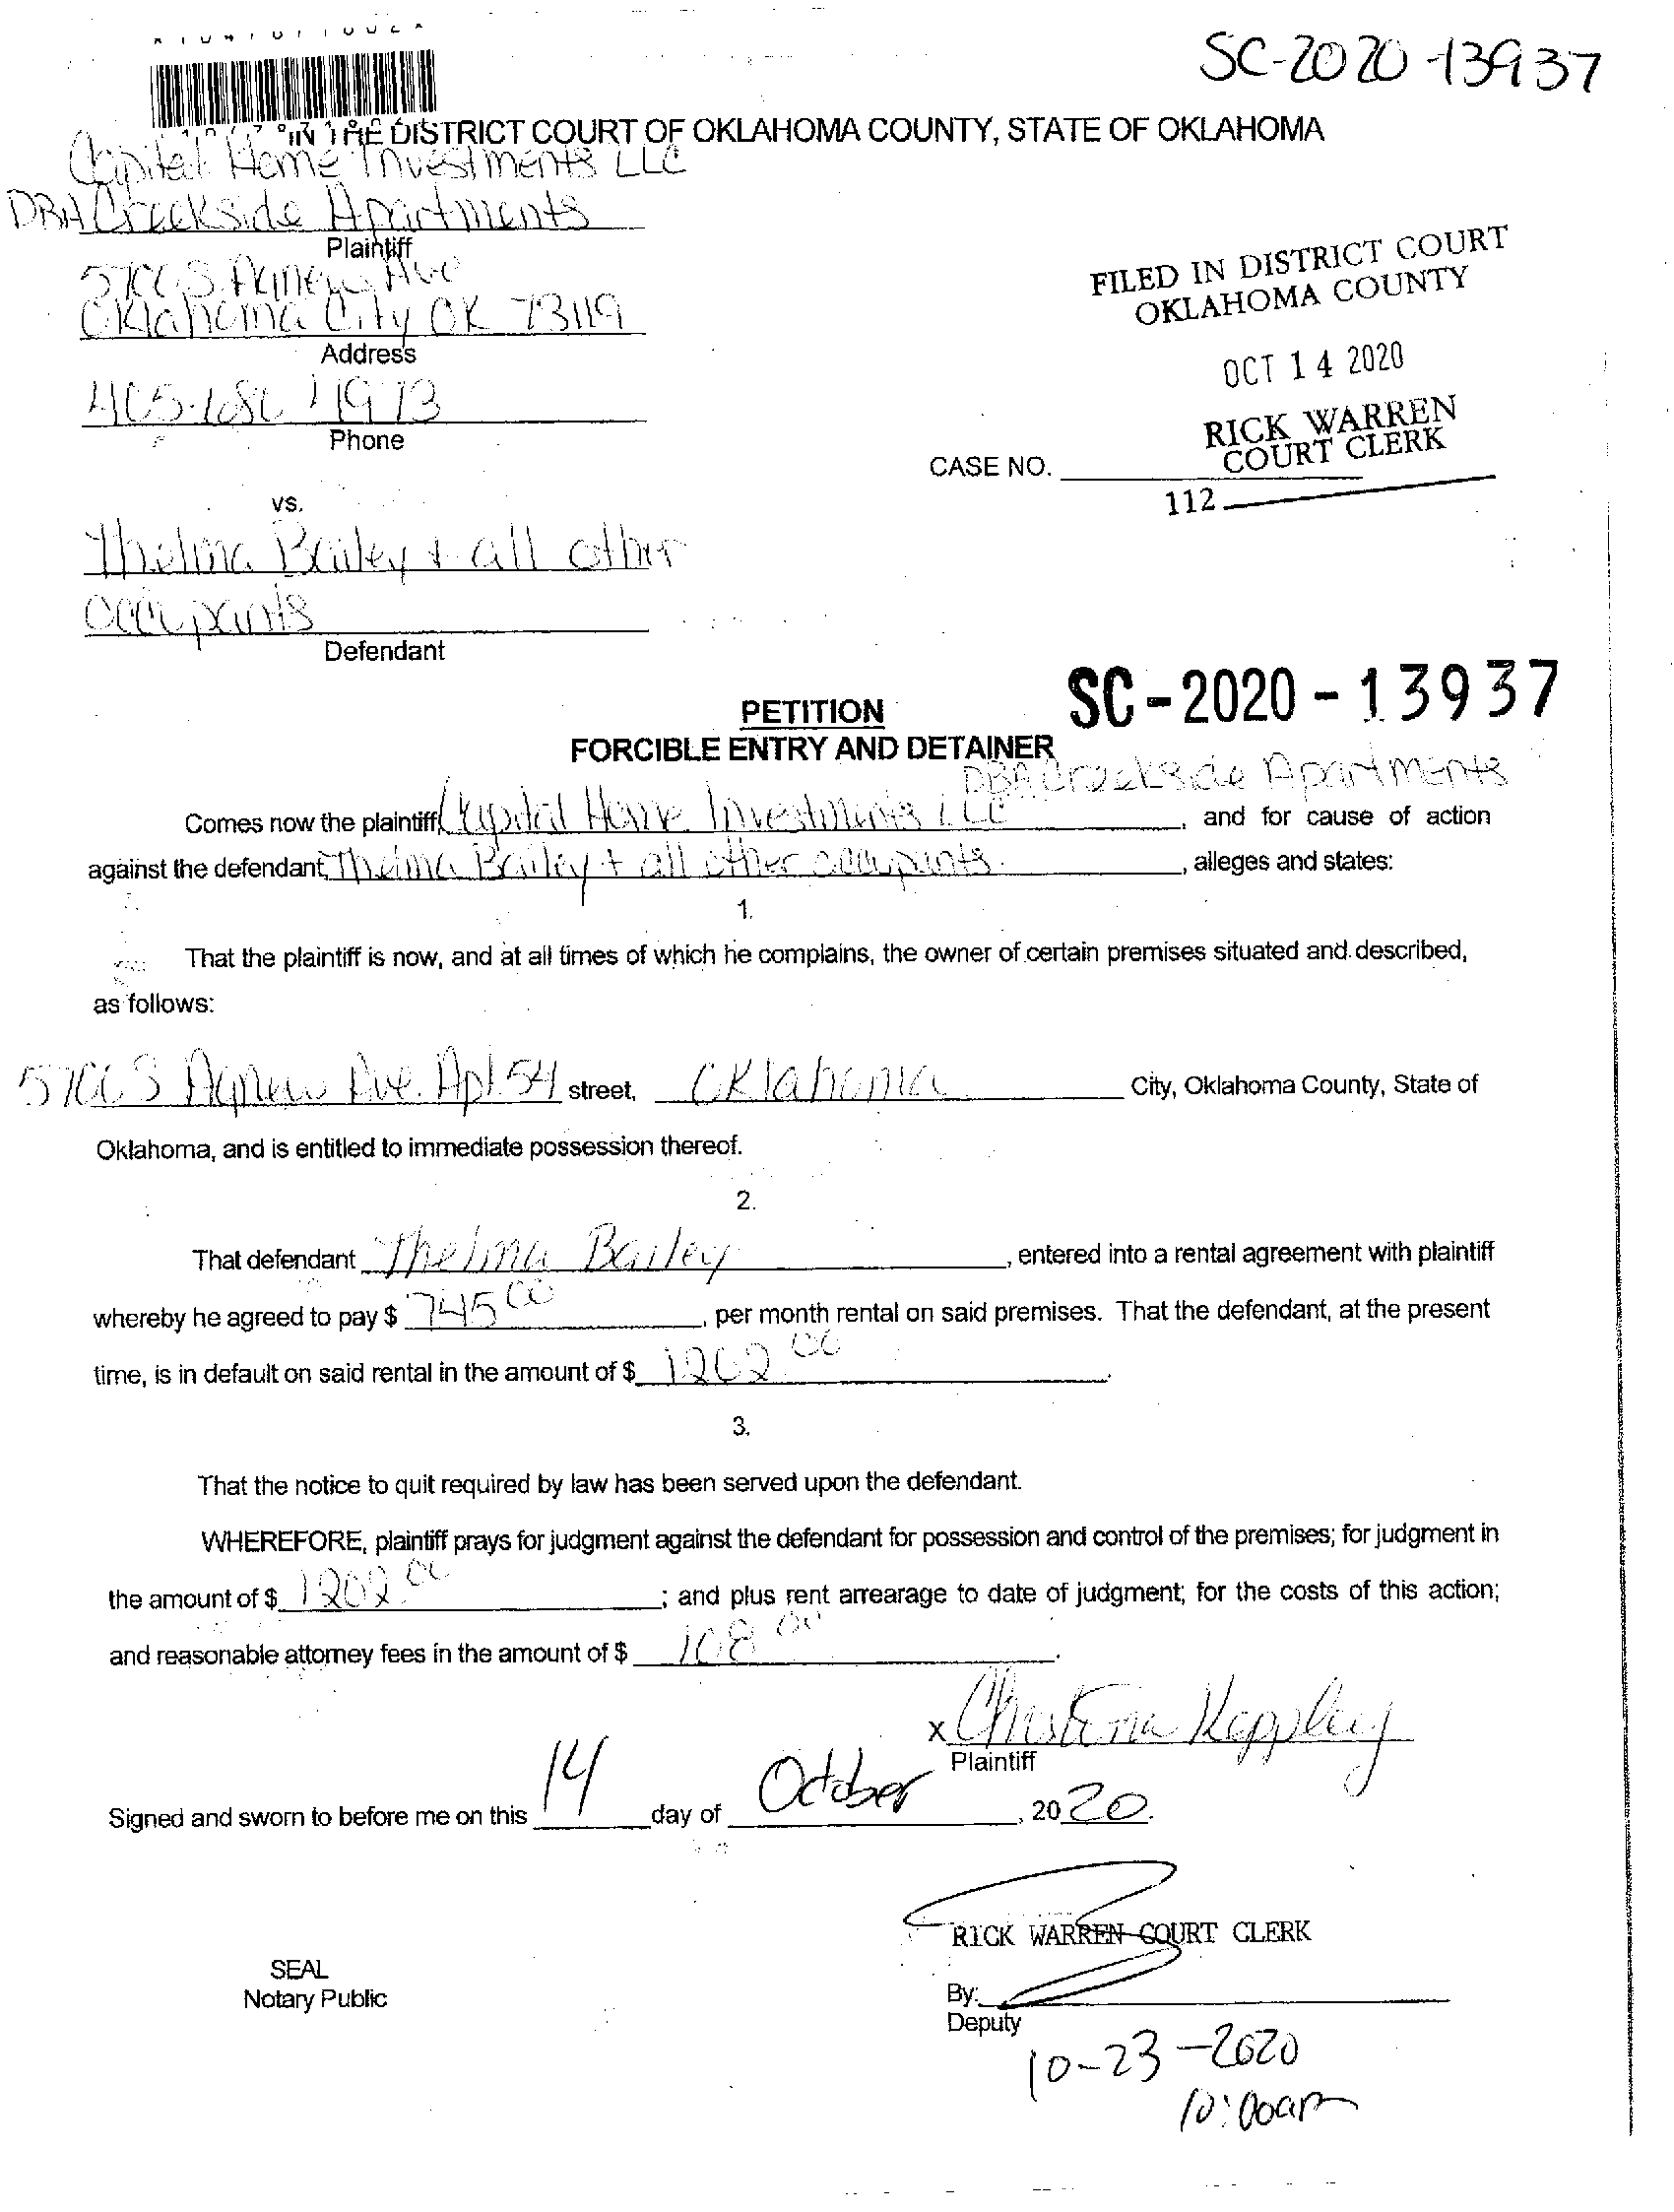 SC-2020-13937
IN THE DISTRICT COURT OF OKLAHOMA COUNTY, STATE OF OKLAHOMA
Capital Home Investments LLC
DBA Creekside Apartments
Plaintiff
5700 S. Agnew Ave
Oklahoma City OK 73119
Address
Phone
FILED IN DISTRICT COURT
OKLAHOMA COUNTY
OCT 14 2020
RICK WARREN
COURT CLERK
CASE NO.
112
vs.
Thelma Bailey + all other
occupants
Defendant
SC-2020-13937
PETITION
FORCIBLE ENTRY AND DETAINER
DBA Creekside Apartments
Comes now the plaintiff, Capital Home Investments LLC, and for cause of action
against the defendant, Thelma Bailey + all other occupants., alleges and states:
1.
That the plaintiff is now, and at all times of which he complains, the owner of certain premises situated and described,
as follows:
5700 S Agnew Ave. Apt. 54 street, Oklahoma City, Oklahoma County, State of
Oklahoma, and is entitled to immediate possession thereof.
2.
That defendant Thelma Bailey, entered into a rental agreement with plaintiff
whereby he agreed to pay $ 745 00, per month rental on said premises. That the defendant, at the present
time, is in default on said rental in the amount of $ 1202 00.
3.
That the notice to quit required by law has been served upon the defendant.
WHEREFORE, plaintiff prays for judgment against the defendant for possession and control of the premises; for judgment in
the amount of $ 1202 00; and plus rent arrearage to date of judgment; for the costs of this action;
and reasonable attorney fees in the amount of $ 108 00.
x Christina Keppley
Plaintiff
Signed and sworn to before me on this 14 day of October, 2020.
RICK WARREN COURT CLERK
SEAL
Notary Public
By:
Deputy
10-23-2020
10:00am